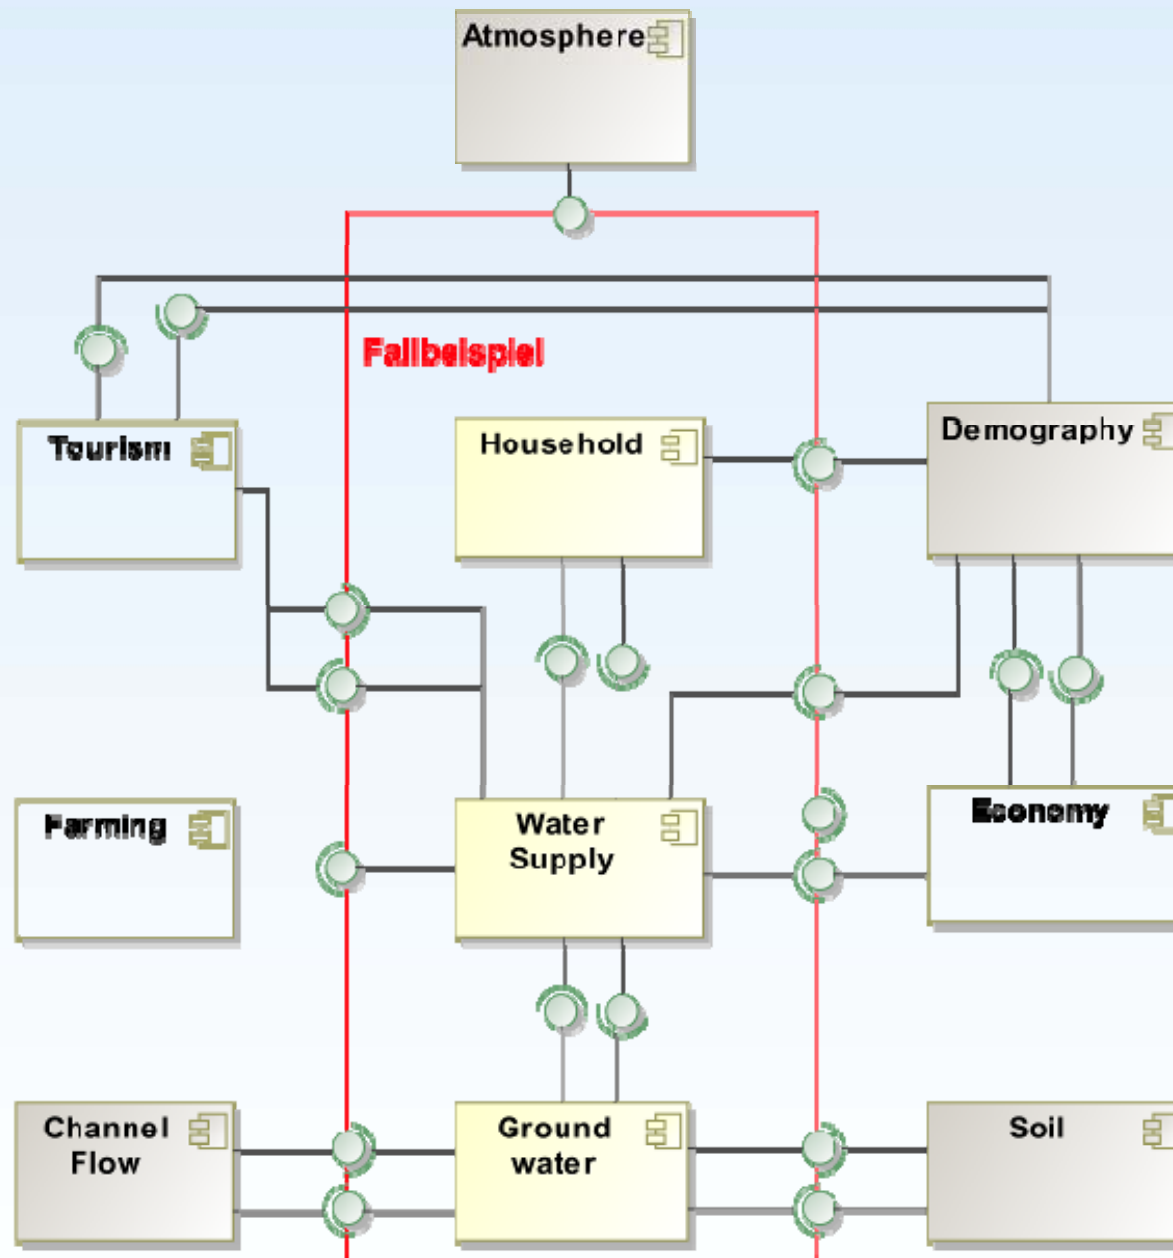 Atmosphere
Fallbeispiel
Tourism
Household
Demography
Farming
Water
Supply
Economy
Channel
Flow
Ground
water
Soil